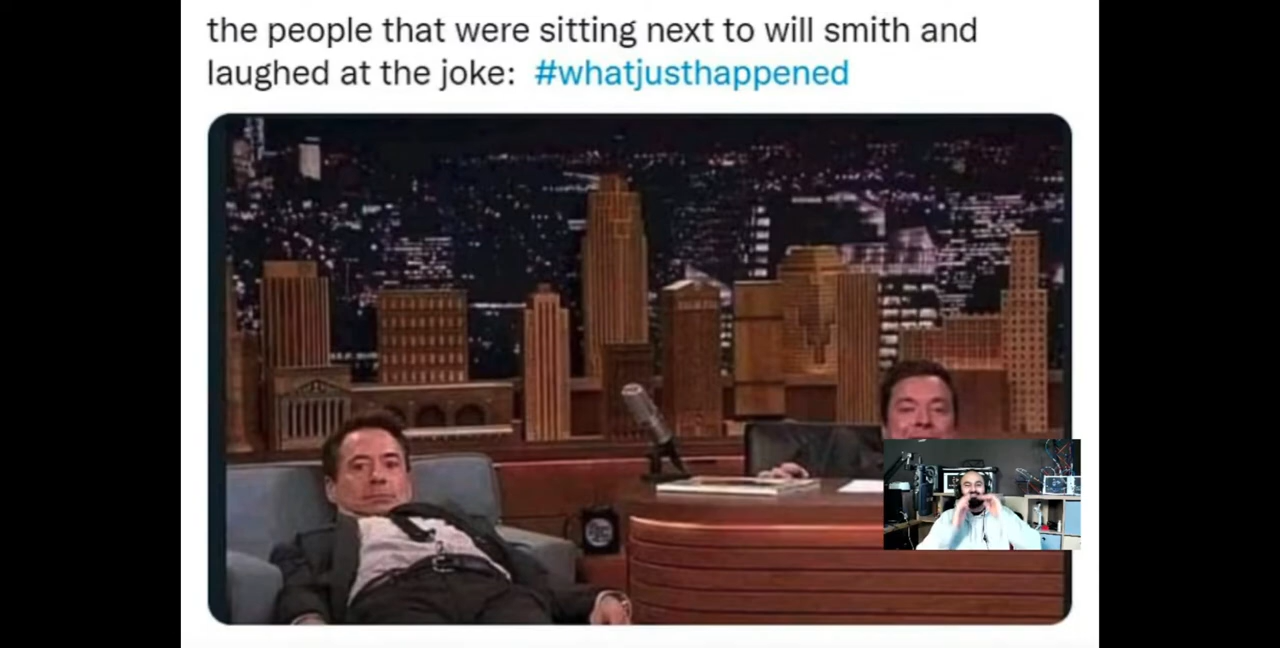 the people that were sitting next to will smith and
laughed at the joke: #whatjusthappened